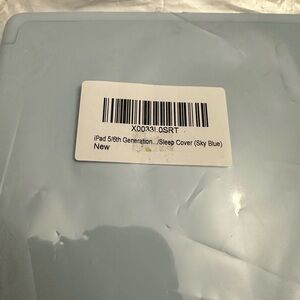 X0033L0SRT
iPad 5/6th Generation.../Sleep Cover (Sky Blue)
New